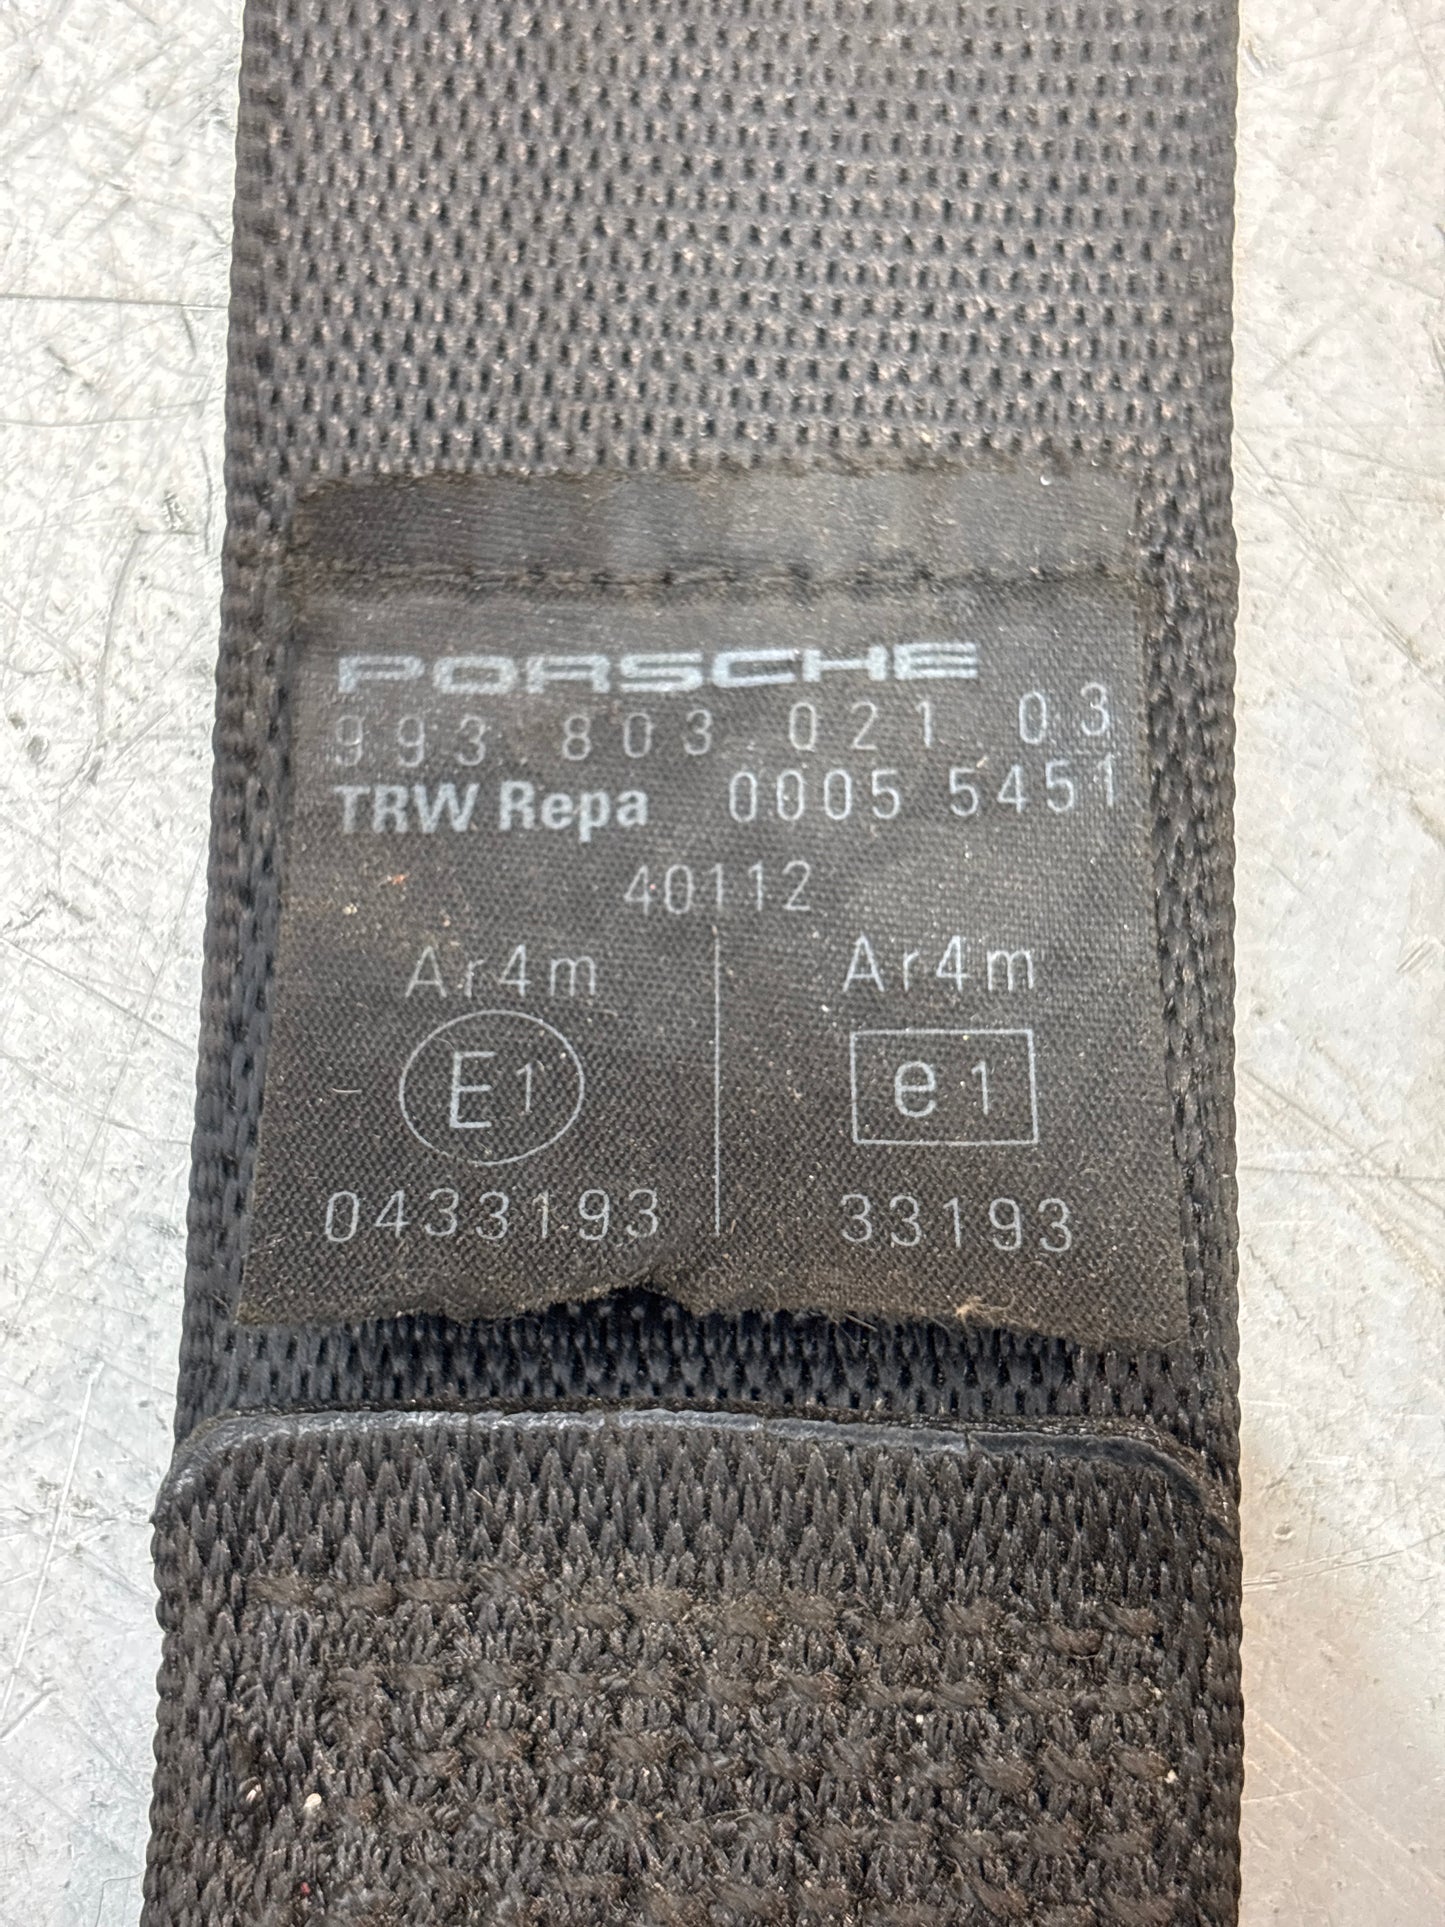 PORSCHE
993 803 021 03
TRW Repa 0005 5451
40112
Ar4m Ar4m
E1 e1
0433193 33193